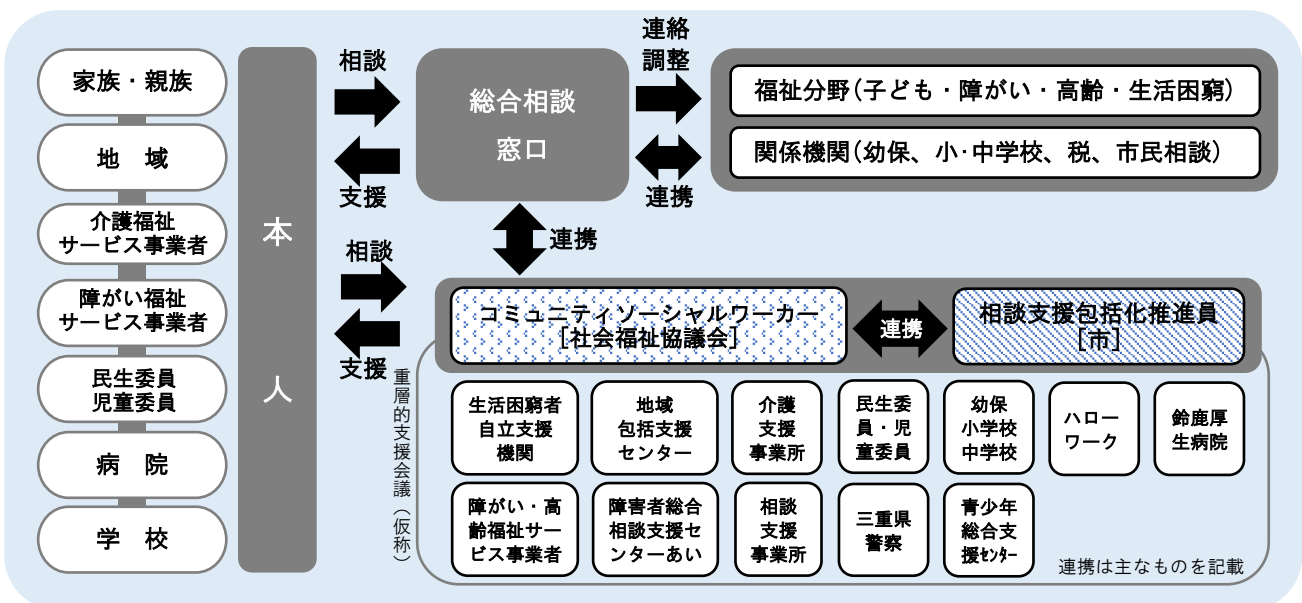 家族・親族
地　域
介護福祉
サービス事業者
障がい福祉
サービス事業者
民生委員
児童委員
病　院
学　校
本
人
相談
支援
相談
支援
総合相談
窓口
連絡
調整
連携
福祉分野(子ども・障がい・高齢・生活困窮)
関係機関(幼保、小・中学校、税、市民相談)
連携
コミュニティソーシャルワーカー
[社会福祉協議会]
連携
相談支援包括化推進員
[市]
重層的支援会議（仮称）
生活困窮者
自立支援
機関
地域
包括支援
センター
介護
支援
事業所
民生委
員・児
童委員
幼保
小学校
中学校
ハロー
ワーク
鈴鹿厚
生病院
障がい・高
齢福祉サー
ビス事業者
障害者総合
相談支援セ
ンターあい
相談
支援
事業所
三重県
警察
青少年
総合支
援ｾﾝﾀｰ
連携は主なものを記載